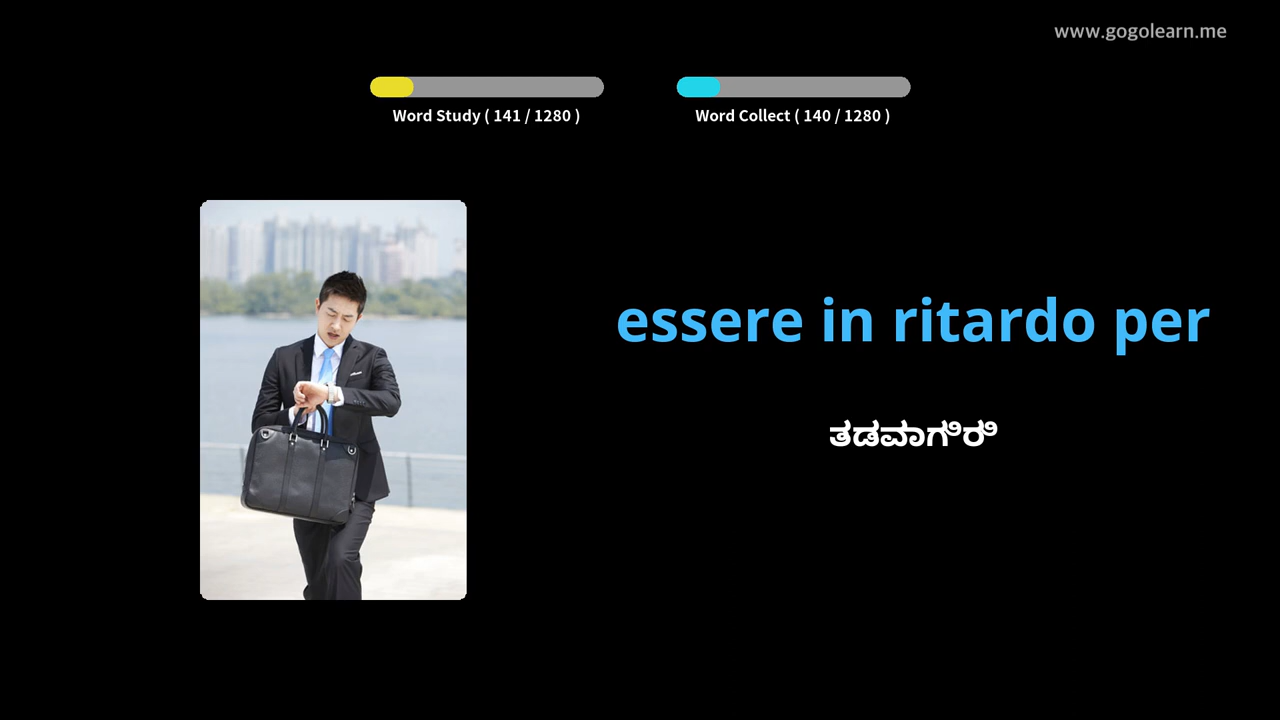 www.gogolearn.me
Word Study ( 141 / 1280 )
Word Collect ( 140 / 1280 )
essere in ritardo per
ತಡವಾಗಿರಿ